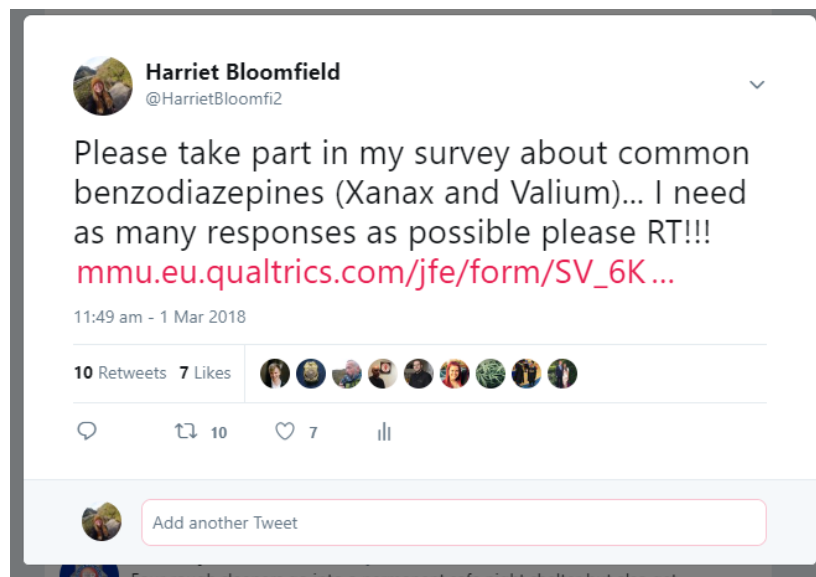 Harriet Bloomfield
@HarrietBloomfi2
Please take part in my survey about common
benzodiazepines (Xanax and Valium)... I need
as many responses as possible please RT!!!
mmu.eu.qualtrics.com/jfe/form/SV_6K...
11:49 am - 1 Mar 2018
10 Retweets 7 Likes
10 7
Add another Tweet